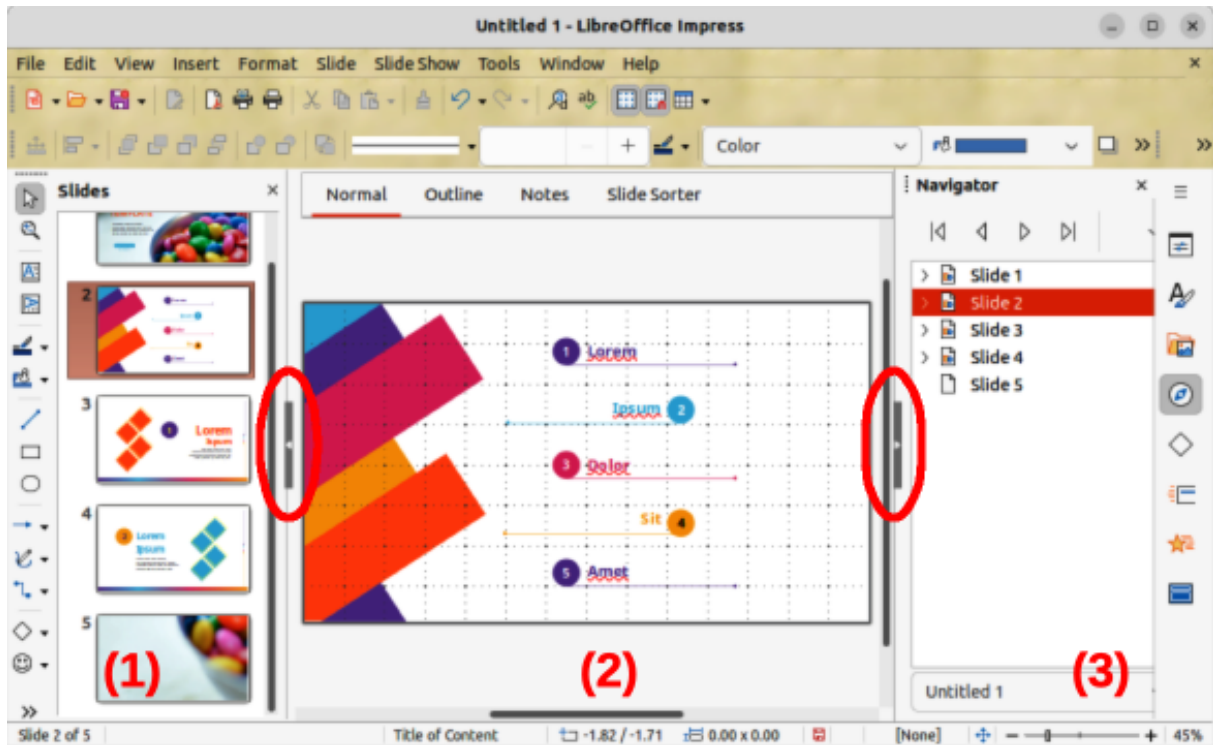 Untitled 1 - LibreOffice Impress
File Edit View Insert Format Slide Slide Show Tools Window Help
Color
Slides
Normal Outline Notes Slide Sorter
Navigator
Slide 1
Slide 2
Slide 3
Slide 4
Slide 5
2
3
Lorem
4
2 Lorem
Ipsum
5
1 Lorem
Ipsum 2
3 Dolor
Sit 4
5 Amet
(1)
(2)
(3)
Untitled 1
Slide 2 of 5
Title of Content
-1.82 / -1.71
0.00 x 0.00
[None]
45%